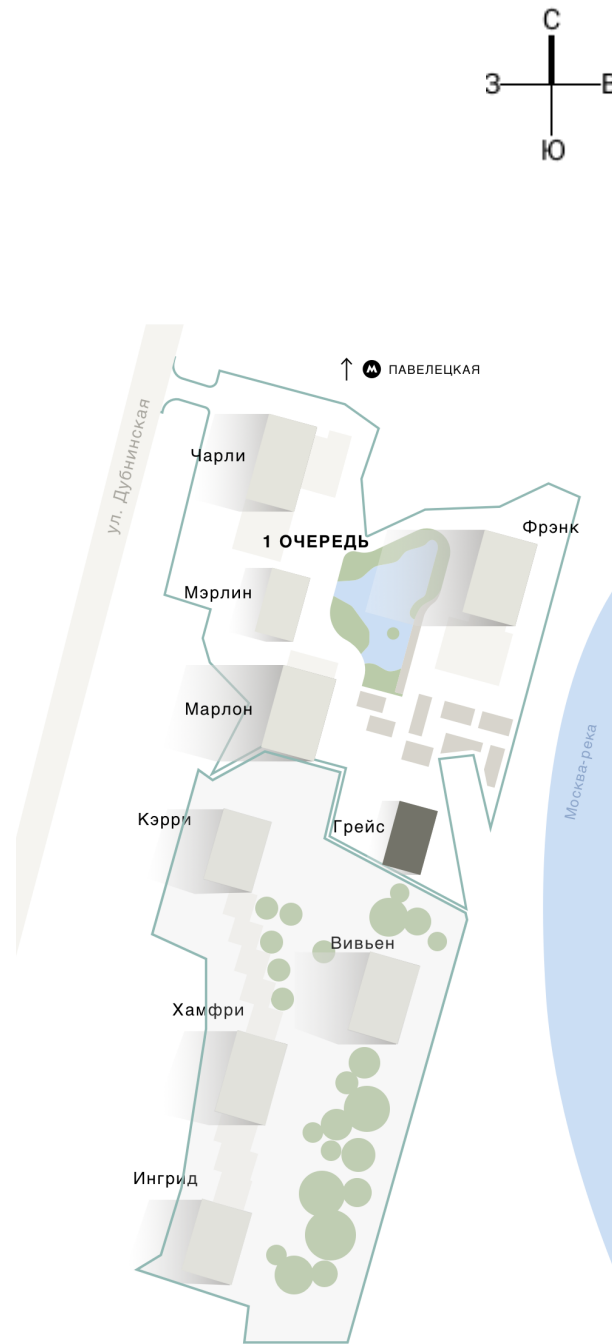 С
З
В
Ю
М ПАВЕЛЕЦКАЯ
ул. Дубнинская
Чарли
Фрэнк
1 ОЧЕРЕДЬ
Мэрлин
Марлон
Москва-река
Кэрри
Грейс
Вивьен
Хамфри
Ингрид